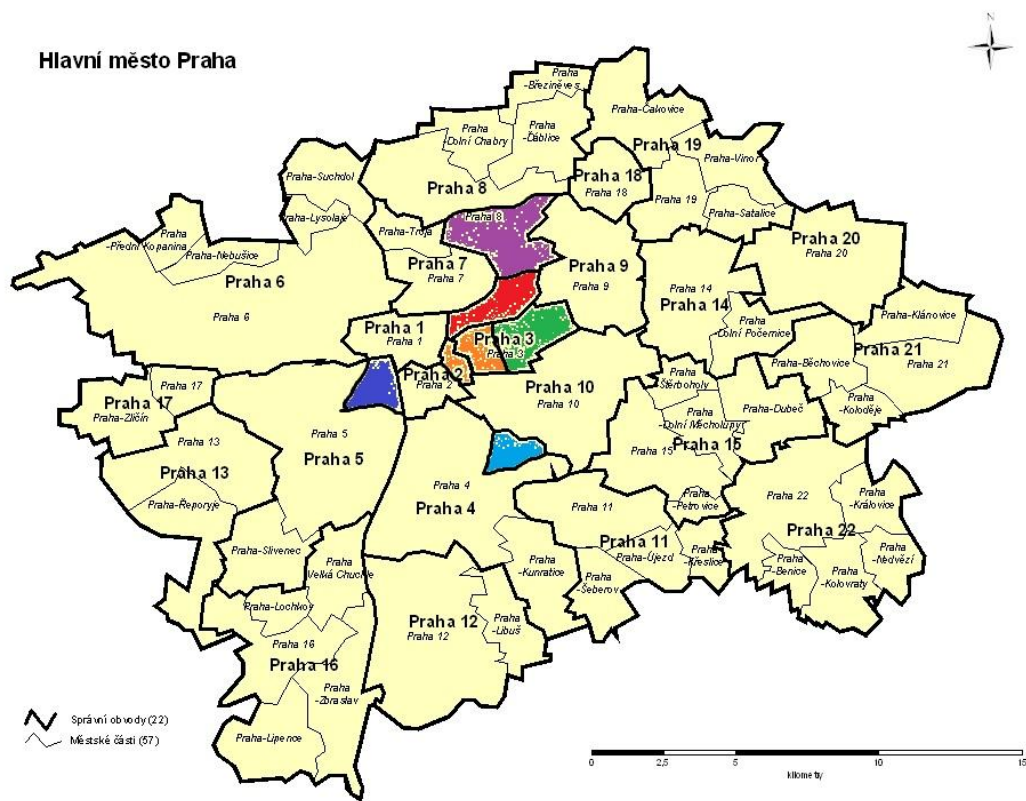 Hlavní město Praha
N
Praha
-Březiněves
Praha-Čakovice
Praha
Dolní Chabry
Praha
-Ďáblice
Praha 19
Praha-Vinoř
Praha-Suchdol
Praha 8
Praha 18
Praha 18
Praha 19
Praha-Satalice
Praha-Lysolaje
Praha 8
Praha-Troja
Praha
-Přední Kopanina
Praha-Nebušice
Praha 20
Praha 20
Praha 7
Praha 7
Praha 9
Praha 9
Praha 6
Praha 6
Praha 14
Praha 14
Praha-Klánovice
Praha 1
Praha 1
Praha 3
Praha 3
Praha
-Dolní Počernice
Praha 21
Praha 21
Praha-Běchovice
Praha 2
Praha 2
Praha 10
Praha 10
Praha
-Štěrboholy
Praha-Koloděje
Praha 17
Praha 17
Praha-Zličín
Praha-Dubeč
Praha
-Dolní Měcholupy
Praha 15
Praha 15
Praha 5
Praha 5
Praha 13
Praha 13
Praha-Řeporyje
Praha 4
Praha 4
Praha
-Petrovice
Praha 22
Praha 22
Praha
-Královice
Praha 11
Praha 11
Praha-Újezd
Praha
-Křeslice
Praha
-Nedvězí
Praha
-Benice
Praha
-Kolovraty
Praha-Slivenec
Praha
Velká Chuchle
Praha
-Kunratice
Praha
-Šeberov
Praha-Lochkov
Praha 12
Praha 12
Praha
-Libuš
Praha 16
Praha 16
Praha
-Zbraslav
Praha-Lipence
Správní obvody (22)
Městské části (57)
0 2,5 5 10 15
kilometry